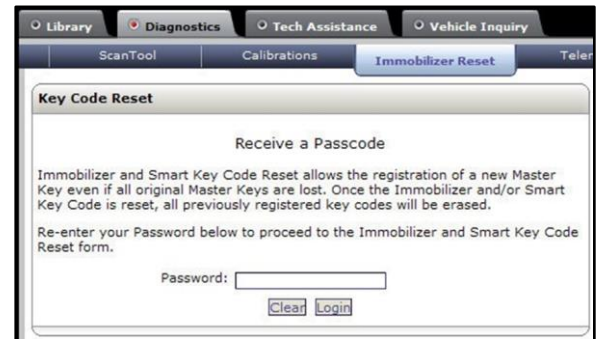 Library Diagnostics Tech Assistance Vehicle Inquiry
ScanTool Calibrations Immobilizer Reset
Key Code Reset
Receive a Passcode
Immobilizer and Smart Key Code Reset allows the registration of a new Master
Key even if all original Master Keys are lost. Once the Immobilizer and/or Smart
Key Code is reset, all previously registered key codes will be erased.
Re-enter your Password below to proceed to the Immobilizer and Smart Key Code
Reset form.
Password:
Clear Login